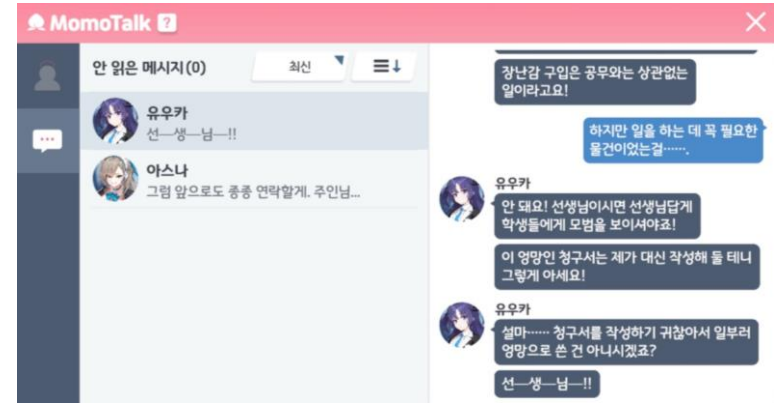 MomoTalk ?
안 읽은 메시지(0)
최신
유우카
선—생—님—!!
아스나
그럼 앞으로도 종종 연락할게. 주인님...
장난감 구입은 공무와는 상관없는
일이라고요!
하지만 일을 하는 데 꼭 필요한
물건이었는걸…….
유우카
안 돼요! 선생님이시면 선생님답게
학생들에게 모범을 보이셔야죠!
이 엉망인 청구서는 제가 대신 작성해 둘 테니
그렇게 아세요!
유우카
설마…… 청구서를 작성하기 귀찮아서 일부러
엉망으로 쓴 건 아니시겠죠?
선—생—님—!!